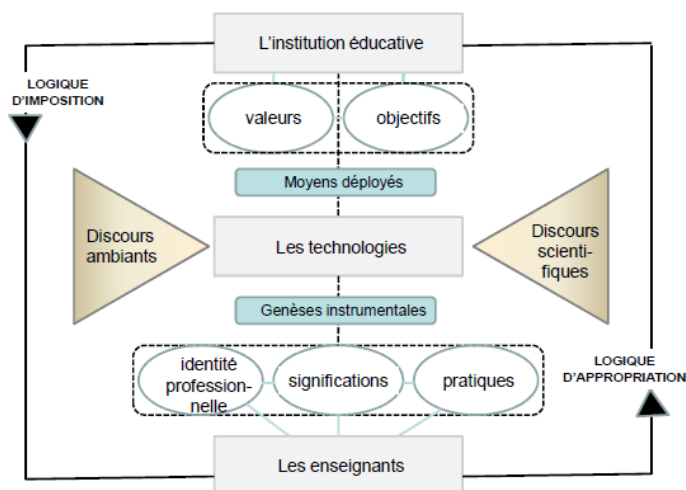 L'institution éducative
LOGIQUE
D'IMPOSITION
valeurs
objectifs
Moyens déployés
Discours
ambiants
Les technologies
Discours
scienti-
fiques
Genèses instrumentales
identité
profession-
nelle
significations
pratiques
LOGIQUE
D'APPROPRIATION
Les enseignants